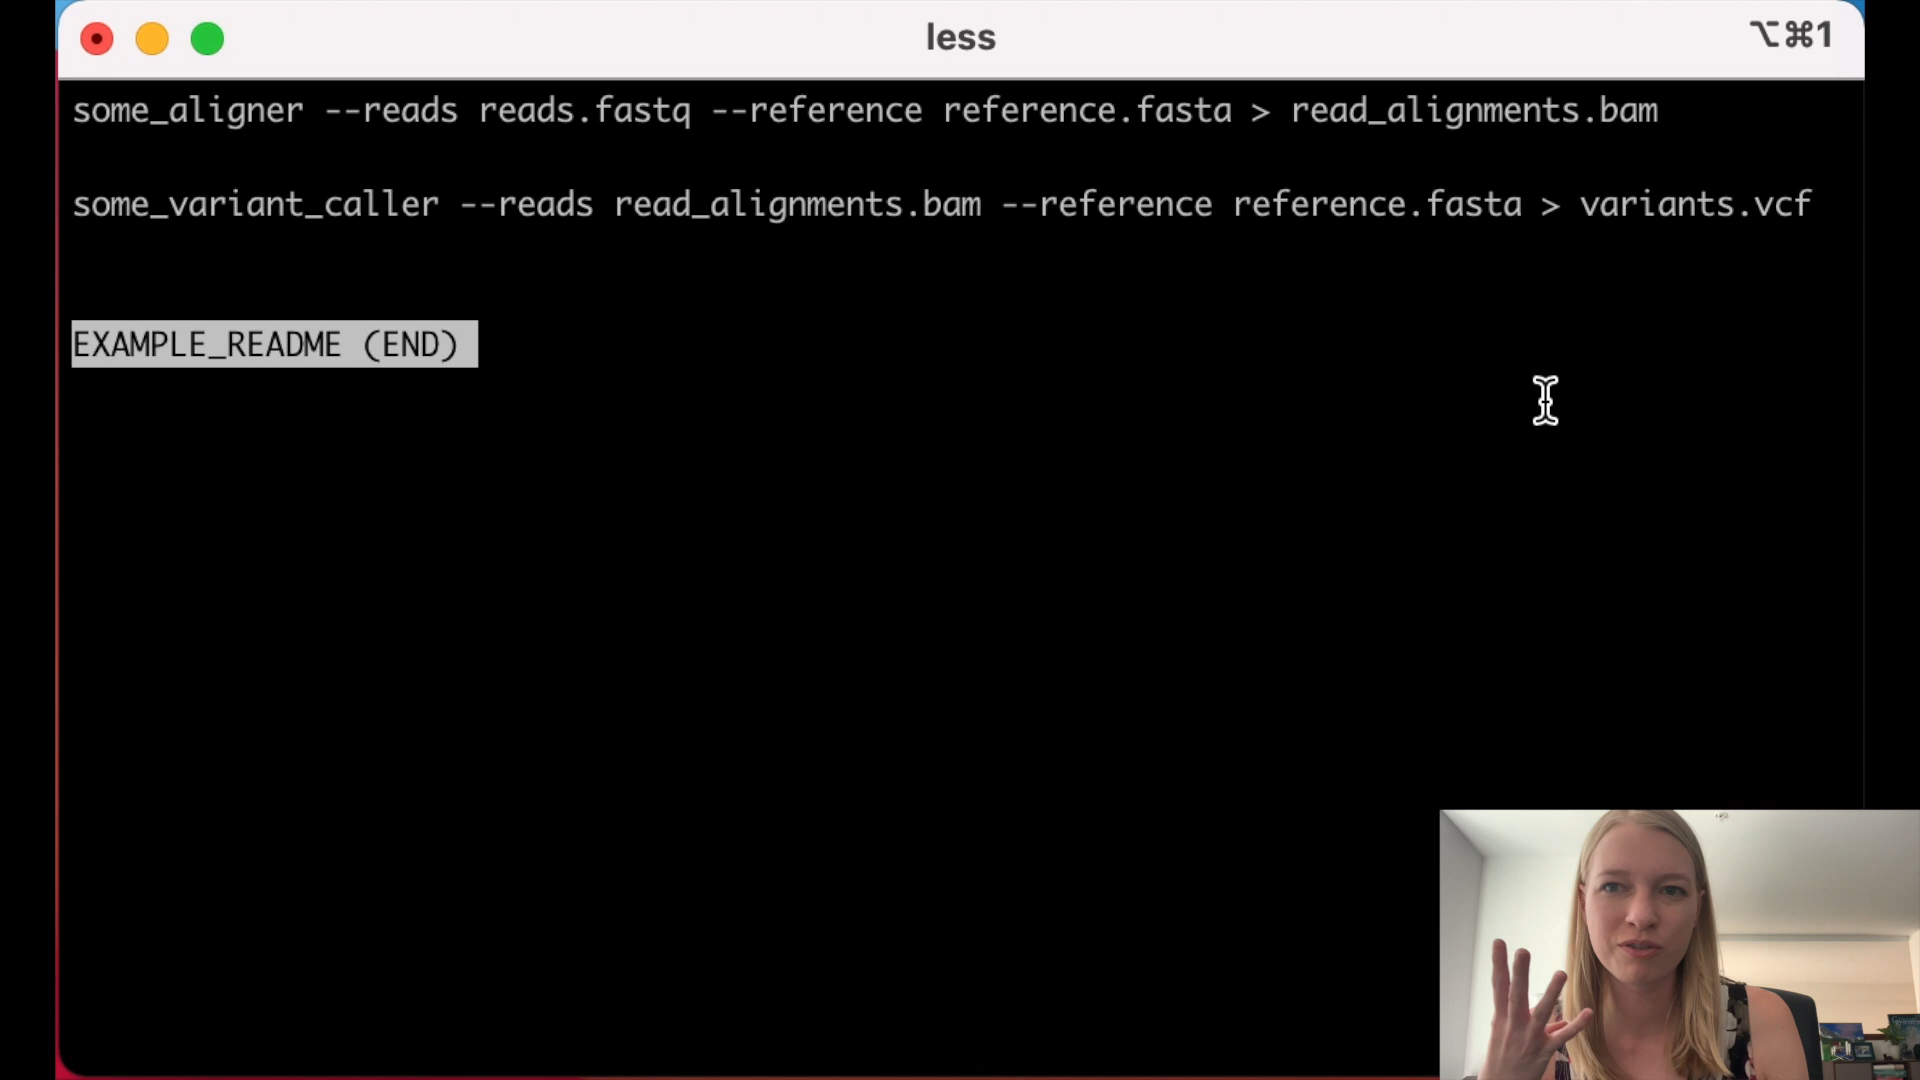 less
⌥⌘1
some_aligner --reads reads.fastq --reference reference.fasta > read_alignments.bam
some_variant_caller --reads read_alignments.bam --reference reference.fasta > variants.vcf
EXAMPLE_README (END)